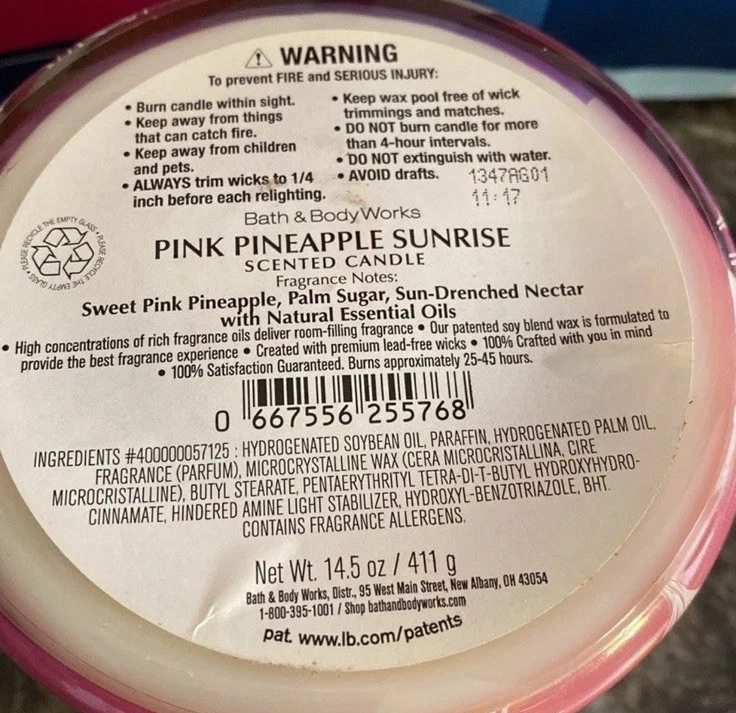 ⚠ WARNING
To prevent FIRE and SERIOUS INJURY:
• Burn candle within sight.
• Keep away from things
that can catch fire.
• Keep away from children
and pets.
• ALWAYS trim wicks to 1/4
inch before each relighting.
• Keep wax pool free of wick
trimmings and matches.
• DO NOT burn candle for more
than 4-hour intervals.
• DO NOT extinguish with water.
• AVOID drafts.
1347AG01
11:17
PLEASE RECYCLE THE EMPTY GLASS • PLEASE RECYCLE THE EMPTY GLASS •
Bath & Body Works
PINK PINEAPPLE SUNRISE
SCENTED CANDLE
Fragrance Notes:
Sweet Pink Pineapple, Palm Sugar, Sun-Drenched Nectar
with Natural Essential Oils
• High concentrations of rich fragrance oils deliver room-filling fragrance • Our patented soy blend wax is formulated to
provide the best fragrance experience • Created with premium lead-free wicks • 100% Crafted with you in mind
• 100% Satisfaction Guaranteed. Burns approximately 25-45 hours.
0 667556 255768
INGREDIENTS #400000057125 : HYDROGENATED SOYBEAN OIL, PARAFFIN, HYDROGENATED PALM OIL,
FRAGRANCE (PARFUM), MICROCRYSTALLINE WAX (CERA MICROCRISTALLINA, CIRE
MICROCRISTALLINE), BUTYL STEARATE, PENTAERYTHRITYL TETRA-DI-T-BUTYL HYDROXYHYDRO-
CINNAMATE, HINDERED AMINE LIGHT STABILIZER, HYDROXYL-BENZOTRIAZOLE, BHT.
CONTAINS FRAGRANCE ALLERGENS.
Net Wt. 14.5 oz / 411 g
Bath & Body Works, Distr., 95 West Main Street, New Albany, OH 43054
1-800-395-1001 / Shop bathandbodyworks.com
pat. www.lb.com/patents